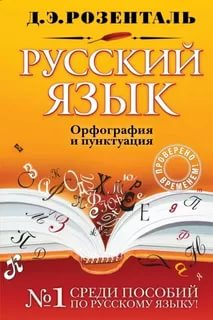 Д.Э.РОЗЕНТАЛЬ
РУССКИЙ
ЯЗЫК
Орфография
и пунктуация
ПРОВЕРЕНО
ВРЕМЕНЕМ!
№1 СРЕДИ ПОСОБИЙ
ПО РУССКОМУ ЯЗЫКУ!